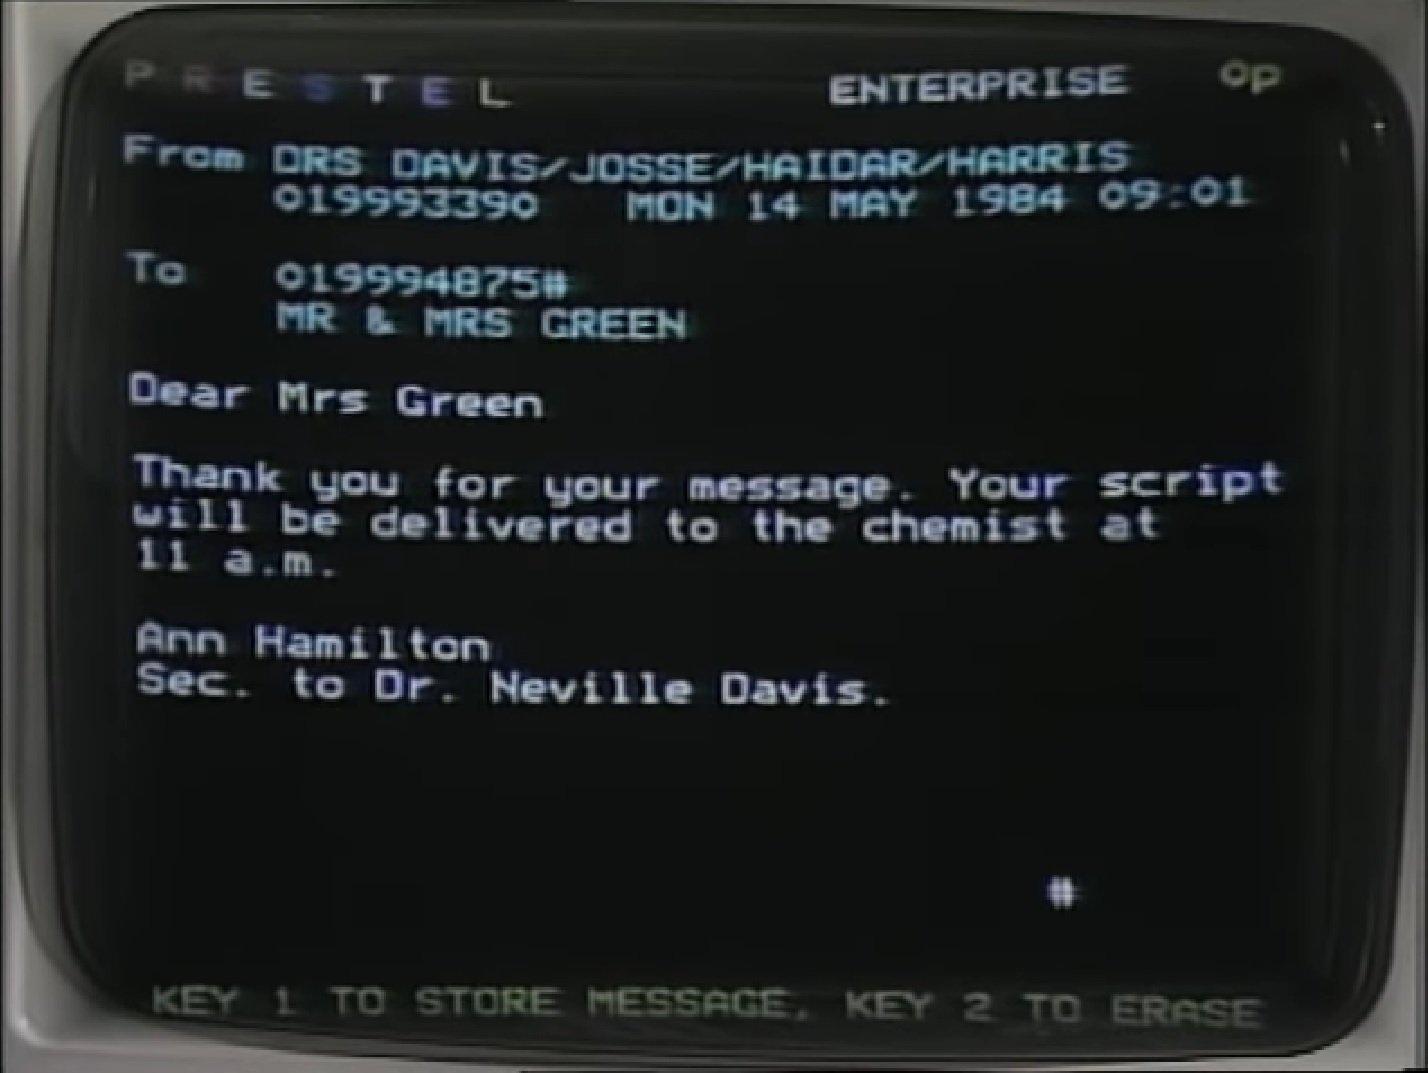 PRESTEL ENTERPRISE 0p
From DRS DAVIS/JOSSE/HAIDAR/HARRIS
019993390 MON 14 MAY 1984 09:01
To 019994875#
MR & MRS GREEN
Dear Mrs Green
Thank you for your message. Your script
will be delivered to the chemist at
11 a.m.
Ann Hamilton
Sec. to Dr. Neville Davis.
#
KEY 1 TO STORE MESSAGE, KEY 2 TO ERASE